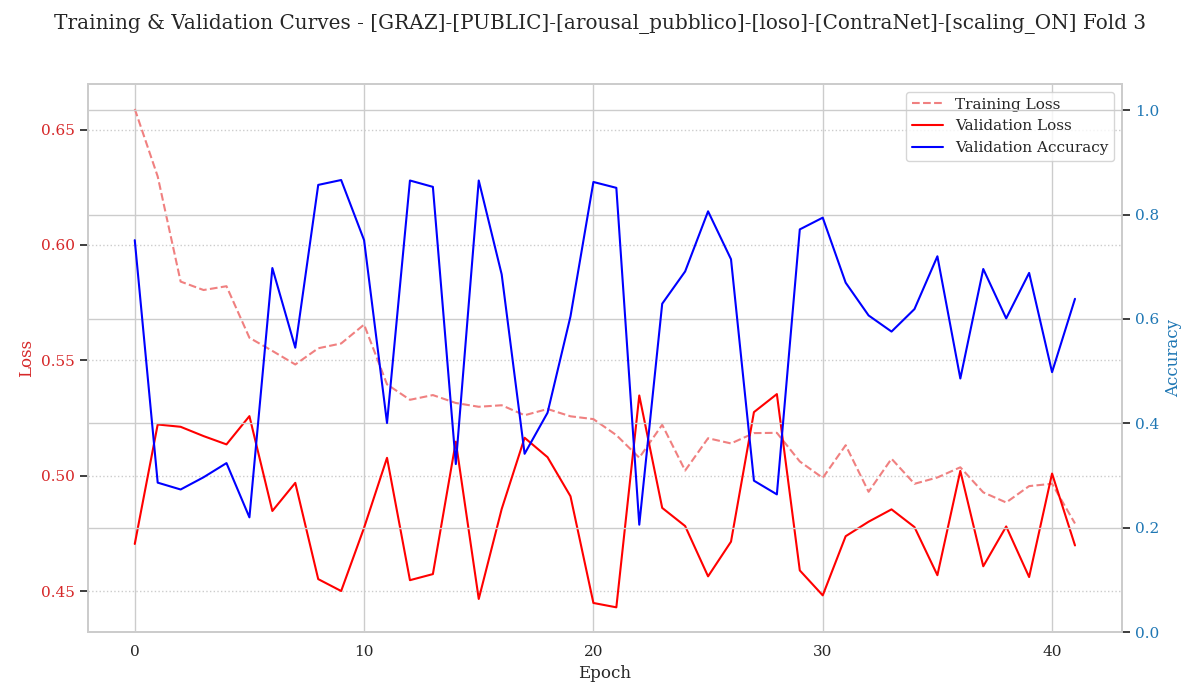 Training & Validation Curves - [GRAZ]-[PUBLIC]-[arousal_pubblico]-[loso]-[ContraNet]-[scaling_ON] Fold 3
Training Loss
Validation Loss
Validation Accuracy
0.65
0.60
0.55
0.50
0.45
Loss
1.0
0.8
0.6
0.4
0.2
0.0
Accuracy
0
10
20
30
40
Epoch